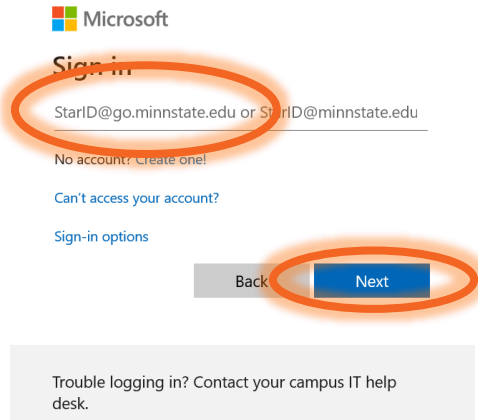 Microsoft
Sign in
StarID@go.minnstate.edu or StarID@minnstate.edu
No account? Create one!
Can't access your account?
Sign-in options
Back
Next
Trouble logging in? Contact your campus IT help
desk.